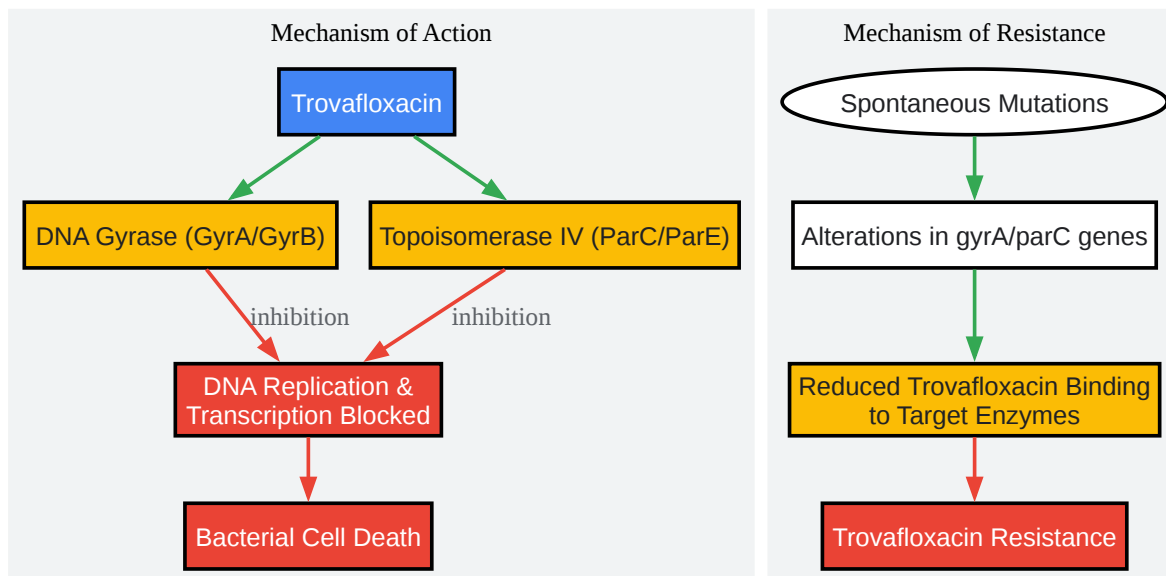 Mechanism of Action
Trovafloxacin
DNA Gyrase (GyrA/GyrB)
Topoisomerase IV (ParC/ParE)
inhibition
inhibition
DNA Replication &
Transcription Blocked
Bacterial Cell Death
Mechanism of Resistance
Spontaneous Mutations
Alterations in gyrA/parC genes
Reduced Trovafloxacin Binding
to Target Enzymes
Trovafloxacin Resistance